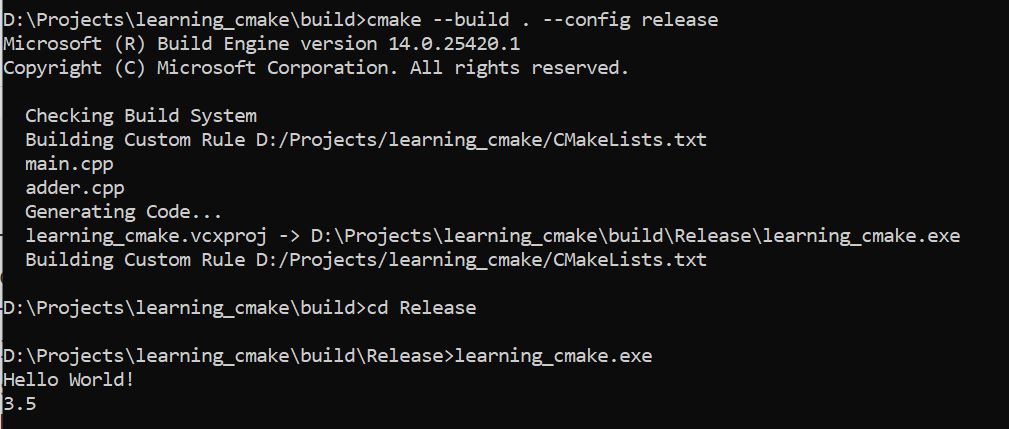 D:\Projects\learning_cmake\build>cmake --build . --config release
Microsoft (R) Build Engine version 14.0.25420.1
Copyright (C) Microsoft Corporation. All rights reserved.
Checking Build System
Building Custom Rule D:/Projects/learning_cmake/CMakeLists.txt
main.cpp
adder.cpp
Generating Code...
learning_cmake.vcxproj -> D:\Projects\learning_cmake\build\Release\learning_cmake.exe
Building Custom Rule D:/Projects/learning_cmake/CMakeLists.txt
D:\Projects\learning_cmake\build>cd Release
D:\Projects\learning_cmake\build\Release>learning_cmake.exe
Hello World!
3.5